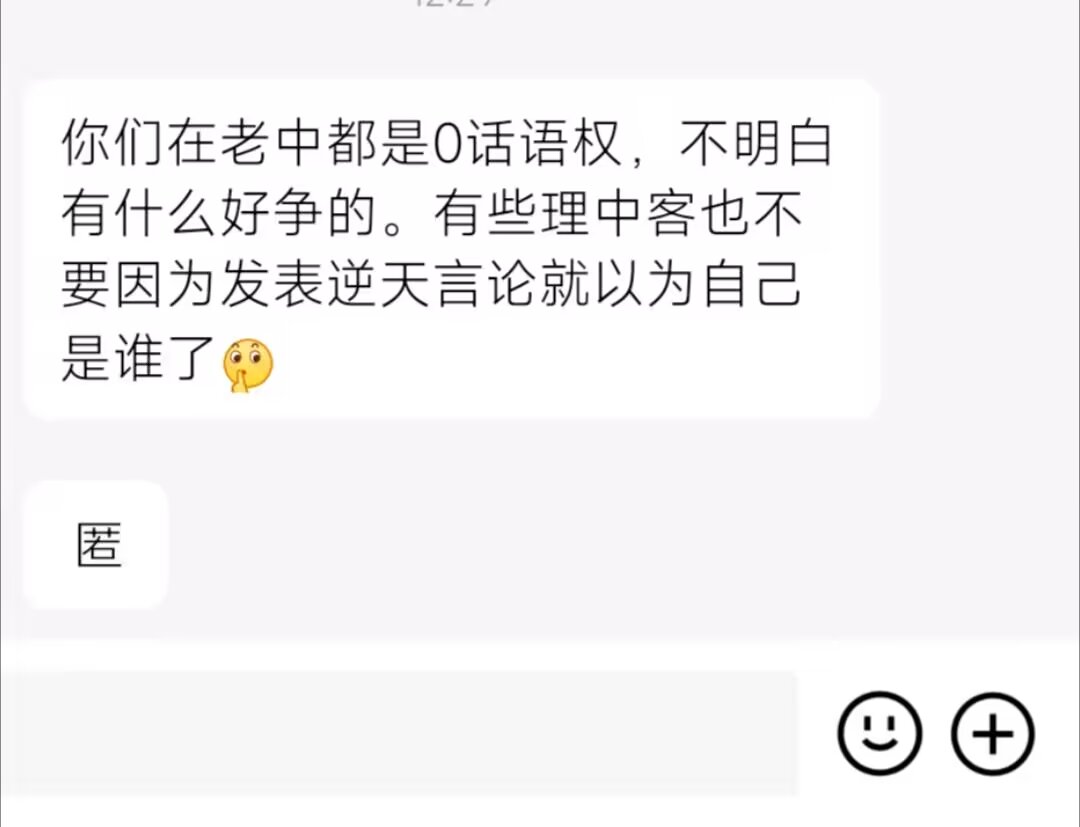 你们在老中都是0话语权，不明白
有什么好争的。有些理中客也不
要因为发表逆天言论就以为自己
是谁了🤫
匿